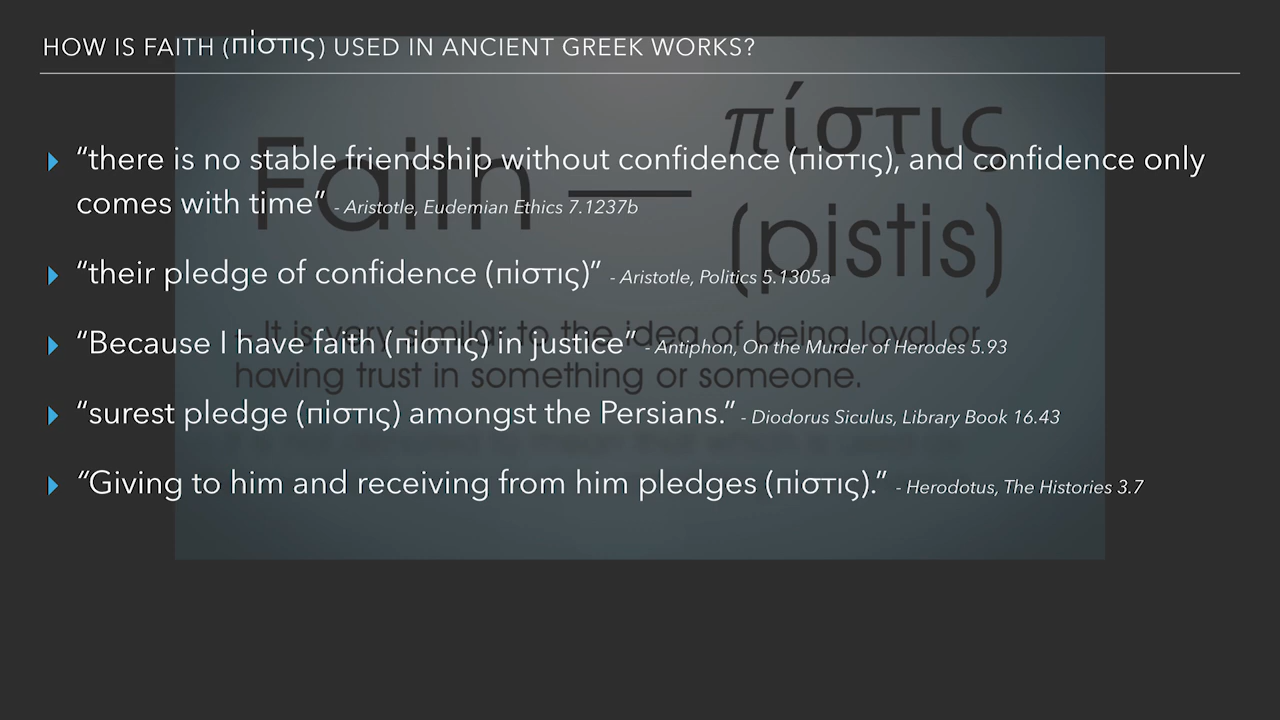 HOW IS FAITH (πίστις) USED IN ANCIENT GREEK WORKS?
“there is no stable friendship without confidence (πίστις), and confidence only
comes with time” - Aristotle, Eudemian Ethics 7.1237b
“their pledge of confidence (πίστις)” - Aristotle, Politics 5.1305a
“Because I have faith (πίστις) in justice” - Antiphon, On the Murder of Herodes 5.93
“surest pledge (πίστις) amongst the Persians.” - Diodorus Siculus, Library Book 16.43
“Giving to him and receiving from him pledges (πίστις).” - Herodotus, The Histories 3.7
Faith — πίστις
(pistis)
It is very similar to the idea of being loyal or
having trust in something or someone.